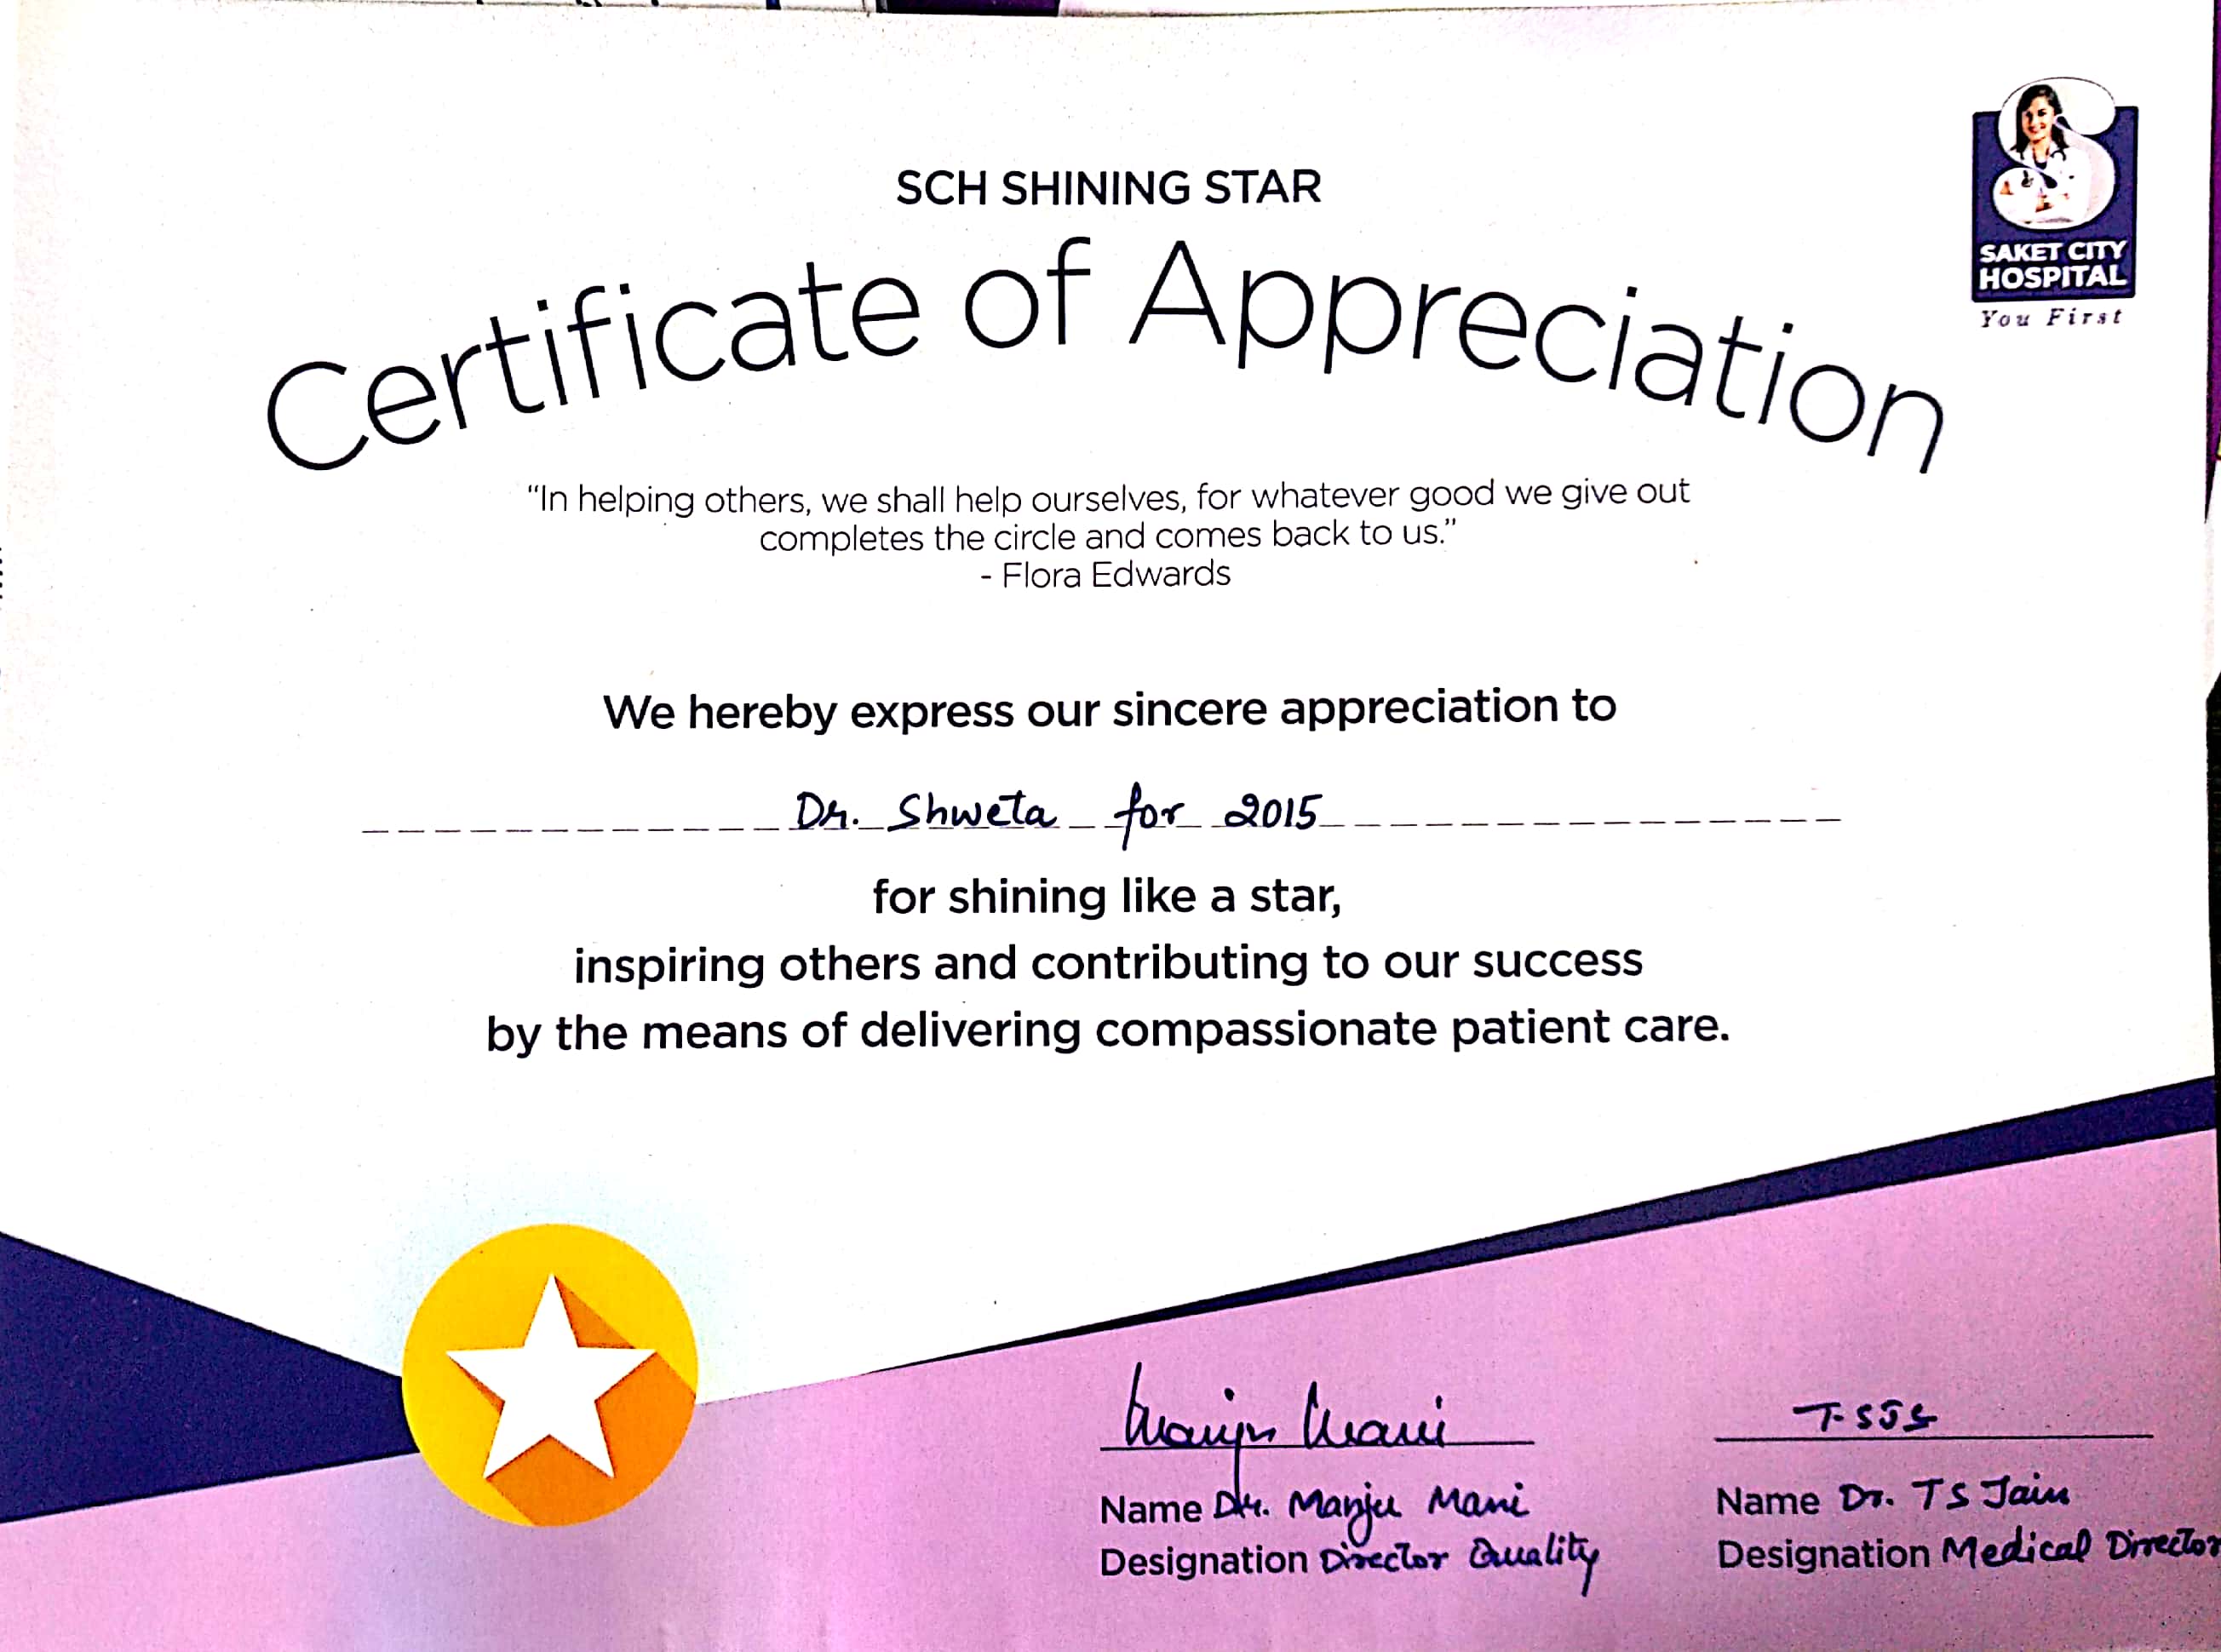 SCH SHINING STAR
Certificate of Appreciation
SAKET CITY
HOSPITAL
You First
“In helping others, we shall help ourselves, for whatever good we give out
completes the circle and comes back to us.”
- Flora Edwards
We hereby express our sincere appreciation to
Dr. Shweta for 2015
for shining like a star,
inspiring others and contributing to our success
by the means of delivering compassionate patient care.
Manju Mani
Name Dr. Manju Mani
Designation Director Quality
Name Dr. TS Jain
Designation Medical Director